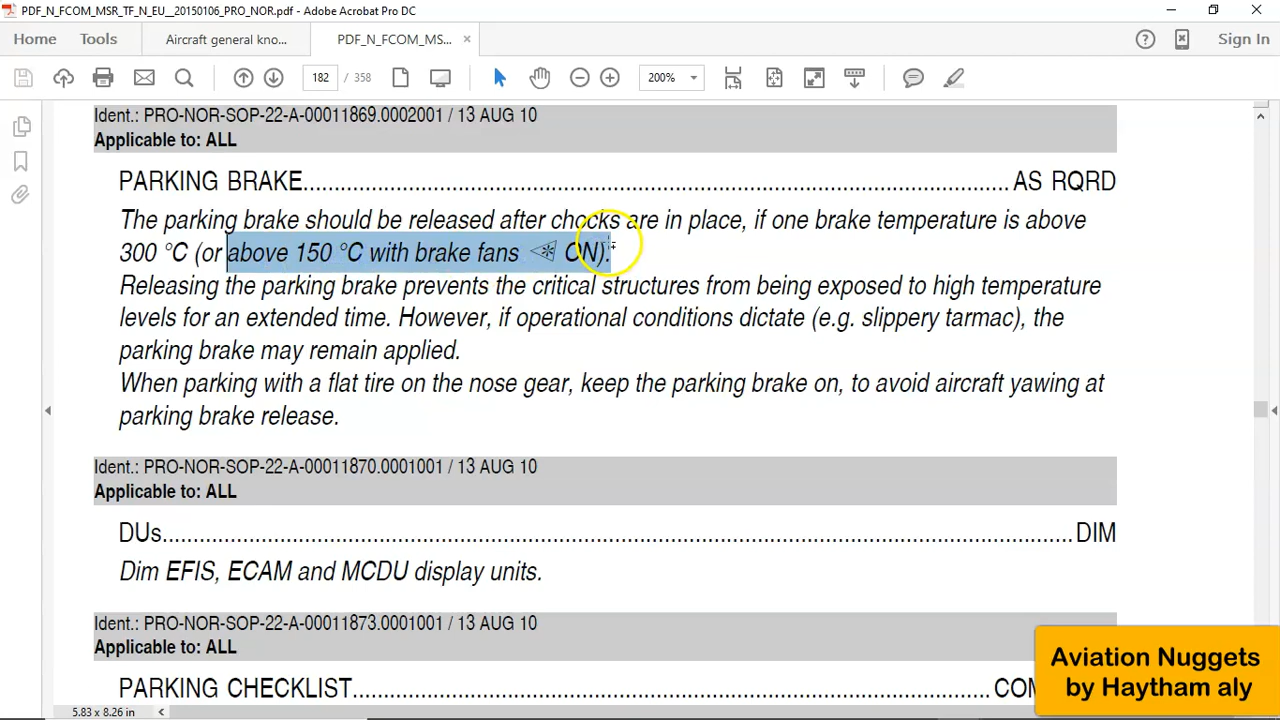 PDF_N_FCOM_MSR_TF_N_EU__20150106_PRO_NOR.pdf - Adobe Acrobat Pro DC
Home Tools Aircraft general kno... PDF_N_FCOM_MS... × Sign In
182 / 358 200%
Ident.: PRO-NOR-SOP-22-A-00011869.0002001 / 13 AUG 10
Applicable to: ALL
PARKING BRAKE..........................................................................................................AS RQRD
The parking brake should be released after chocks are in place, if one brake temperature is above
300 °C (or above 150 °C with brake fans ON).
Releasing the parking brake prevents the critical structures from being exposed to high temperature
levels for an extended time. However, if operational conditions dictate (e.g. slippery tarmac), the
parking brake may remain applied.
When parking with a flat tire on the nose gear, keep the parking brake on, to avoid aircraft yawing at
parking brake release.
Ident.: PRO-NOR-SOP-22-A-00011870.0001001 / 13 AUG 10
Applicable to: ALL
DUs..............................................................................................................................DIM
Dim EFIS, ECAM and MCDU display units.
Ident.: PRO-NOR-SOP-22-A-00011873.0001001 / 13 AUG 10
Applicable to: ALL
PARKING CHECKLIST....................................................................................................COM
Aviation Nuggets
by Haytham aly
5.83 x 8.26 in